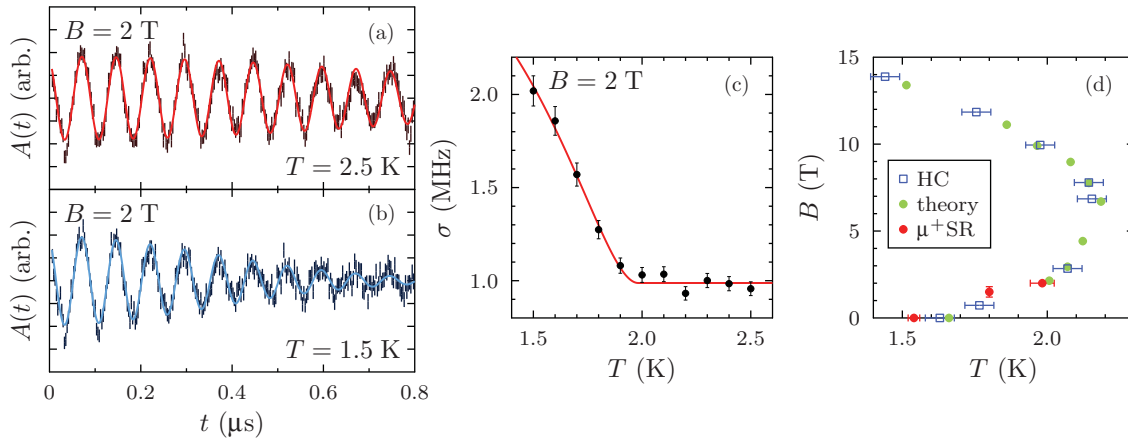 B = 2 T
(a)
A(t) (arb.)
T = 2.5 K
B = 2 T
(b)
A(t) (arb.)
T = 1.5 K
0 0.2 0.4 0.6 0.8
t (μs)
B = 2 T
(c)
2.0
1.5
1.0
σ (MHz)
1.5 2.0 2.5
T (K)
(d)
15
10
5
0
B (T)
HC
theory
μ⁺SR
1.5 2.0
T (K)